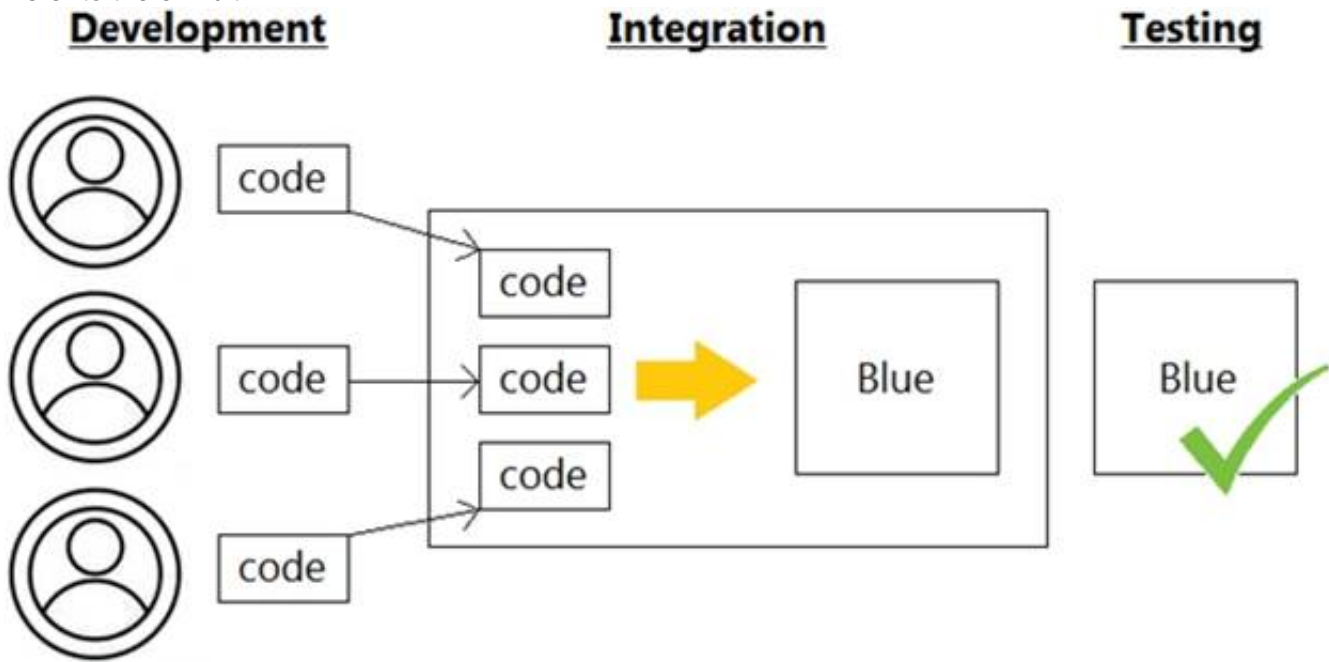 Development
Integration
Testing
code
code
code
code
code
code
Blue
Blue